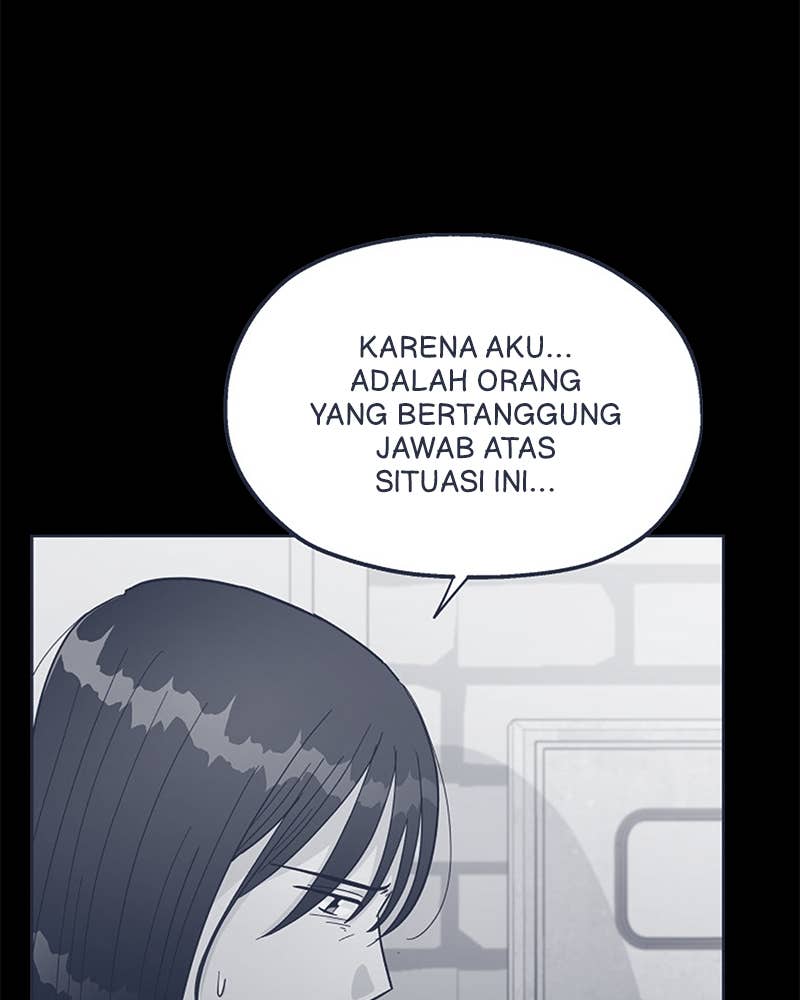 KARENA AKU...
ADALAH ORANG
YANG BERTANGGUNG
JAWAB ATAS
SITUASI INI...